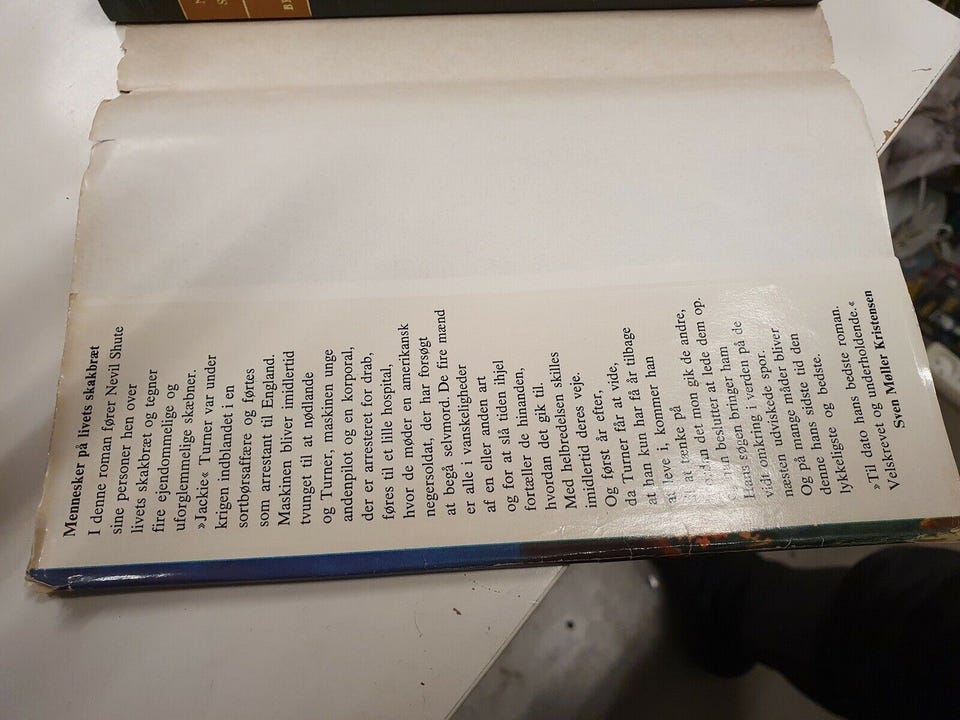 Mennesker på livets skakbræt
I denne roman fører Nevil Shute
sine personer hen over
livets skakbræt og tegner
fire ejendommelige og
uforglemmelige skæbner.
»Jackie« Turner var under
krigen indblandet i en
sortbørsaffære og førtes
som arrestant til England.
Maskinen bliver imidlertid
tvunget til at nødlande
og Turner, maskinen unge
andenpilot og en korporal,
der er arresteret for drab,
føres til et lille hospital,
hvor de møder en amerikansk
negersoldat, der har forsøgt
at begå selvmord. De fire mænd
er alle i vanskeligheder
af en eller anden art
og for at slå tiden ihjel
fortæller de hinanden,
hvordan det gik til.
Med helbredelsen skilles
imidlertid deres veje.
Og først år efter,
da Turner får at vide,
at han kun har få år tilbage
at leve i, kommer han
til at tænke på
hvordan det mon gik de andre,
og han beslutter at lede dem op.
Hans søgen bringer ham
vidt omkring i verden på de
næsten udviskede spor.
Og på mange måder bliver
denne hans sidste tid den
lykkeligste og bedste.
»Til dato hans bedste roman.
Velskrevet og underholdende.«
Sven Møller Kristensen